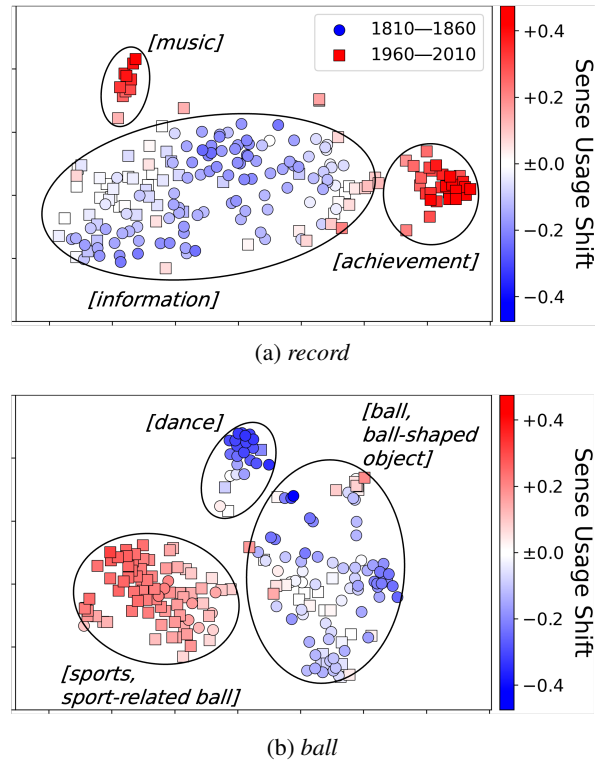 [music]
1810—1860
1960—2010
[achievement]
[information]
+0.4
+0.2
±0.0
−0.2
−0.4
Sense Usage Shift
(a) record
[dance]
[ball,
ball-shaped
object]
[sports,
sport-related ball]
+0.4
+0.2
±0.0
−0.2
−0.4
Sense Usage Shift
(b) ball